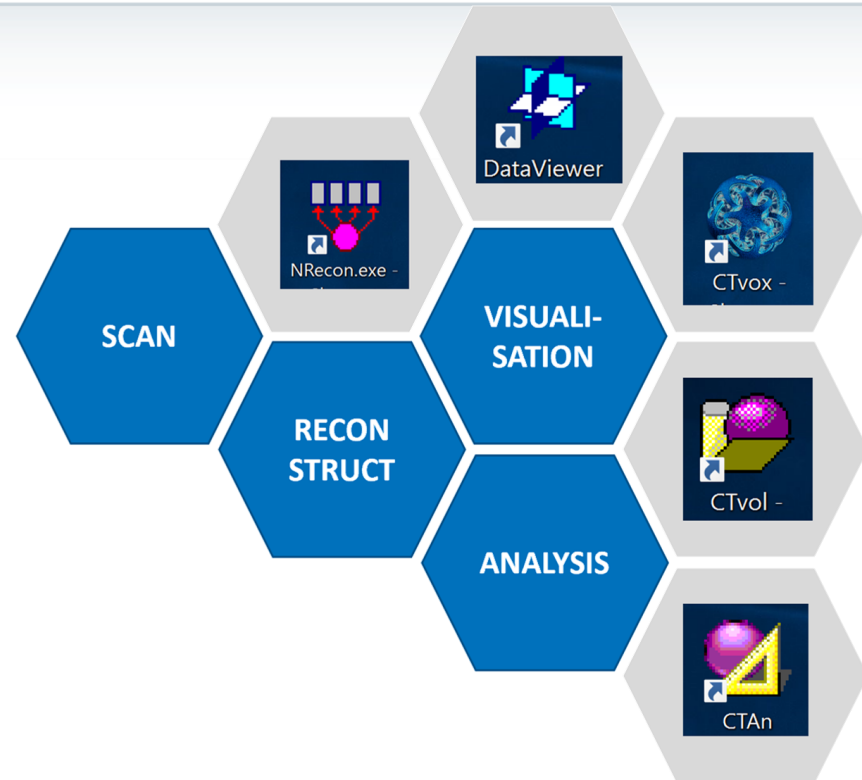 DataViewer
NRecon.exe -
CTvox -
SCAN
VISUALI-
SATION
RECON
STRUCT
CTvol -
ANALYSIS
CTAn